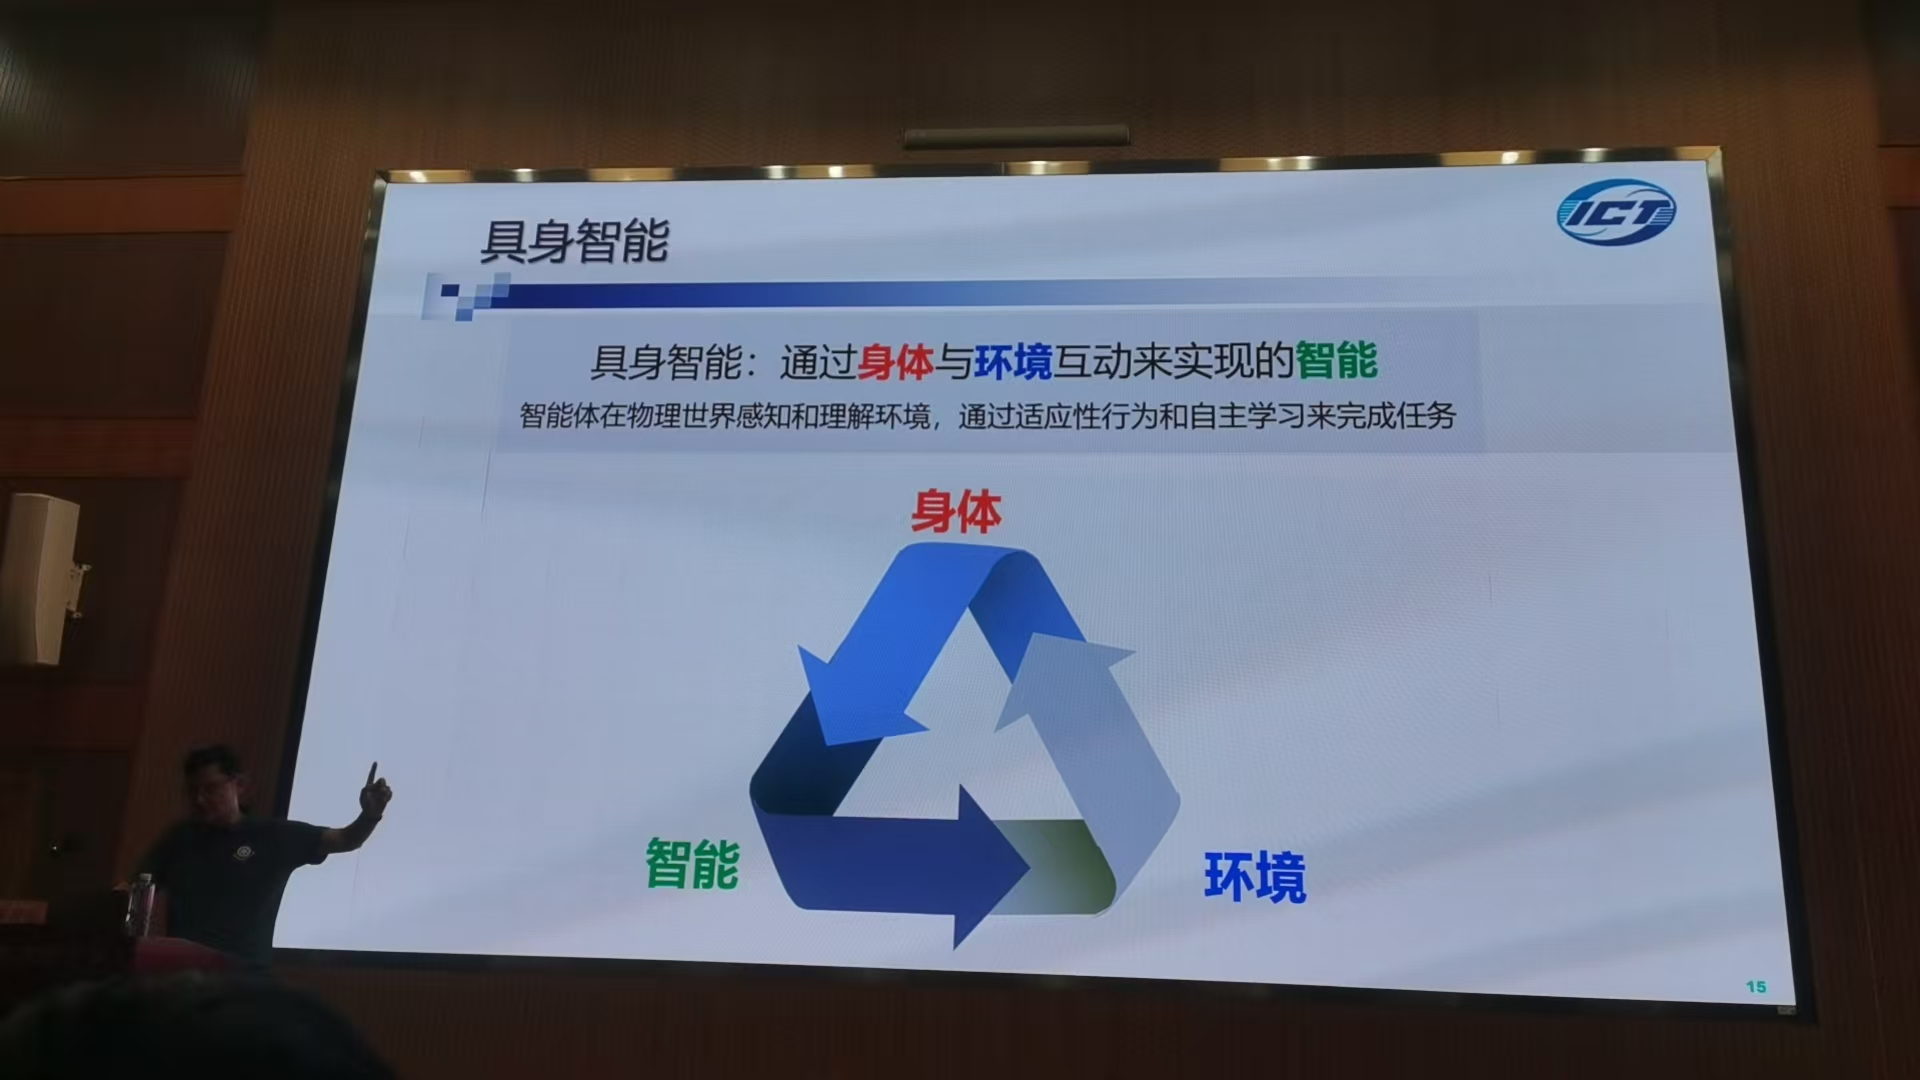 具身智能
ICT
具身智能：通过身体与环境互动来实现的智能
智能体在物理世界感知和理解环境，通过适应性行为和自主学习来完成任务
身体
智能
环境
15